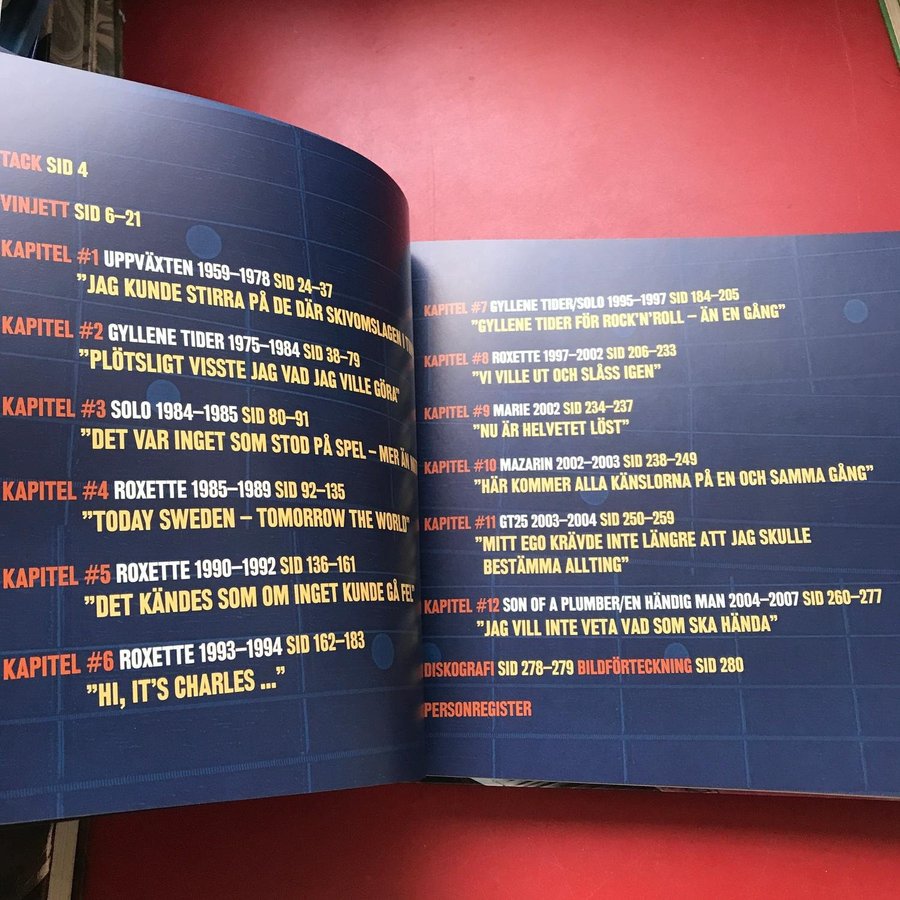 TACK SID 4
VINJETT SID 6–21
KAPITEL #1 UPPVÄXTEN 1959–1978 SID 24–37
”JAG KUNDE STIRRA PÅ DE DÄR SKIVOMSLAGEN I
KAPITEL #2 GYLLENE TIDER 1975–1984 SID 38–79
”PLÖTSLIGT VISSTE JAG VAD JAG VILLE GÖRA”
KAPITEL #3 SOLO 1984–1985 SID 80–91
”DET VAR INGET SOM STOD PÅ SPEL – MER ÄN
KAPITEL #4 ROXETTE 1985–1989 SID 92–135
”TODAY SWEDEN – TOMORROW THE WORLD”
KAPITEL #5 ROXETTE 1990–1992 SID 136–161
”DET KÄNDES SOM OM INGET KUNDE GÅ FEL”
KAPITEL #6 ROXETTE 1993–1994 SID 162–183
”HI, IT’S CHARLES ...”
KAPITEL #7 GYLLENE TIDER/SOLO 1995–1997 SID 184–205
”GYLLENE TIDER FÖR ROCK’N’ROLL – ÄN EN GÅNG”
KAPITEL #8 ROXETTE 1997–2002 SID 206–233
”VI VILLE UT OCH SLÅSS IGEN”
KAPITEL #9 MARIE 2002 SID 234–237
”NU ÄR HELVETET LÖST”
KAPITEL #10 MAZARIN 2002–2003 SID 238–249
”HÄR KOMMER ALLA KÄNSLORNA PÅ EN OCH SAMMA GÅNG”
KAPITEL #11 GT25 2003–2004 SID 250–259
”MITT EGO KRÄVDE INTE LÄNGRE ATT JAG SKULLE
BESTÄMMA ALLTING”
KAPITEL #12 SON OF A PLUMBER/EN HÄNDIG MAN 2004–2007 SID 260–277
”JAG VILL INTE VETA VAD SOM SKA HÄNDA”
DISKOGRAFI SID 278–279 BILDFÖRTECKNING SID 280
PERSONREGISTER